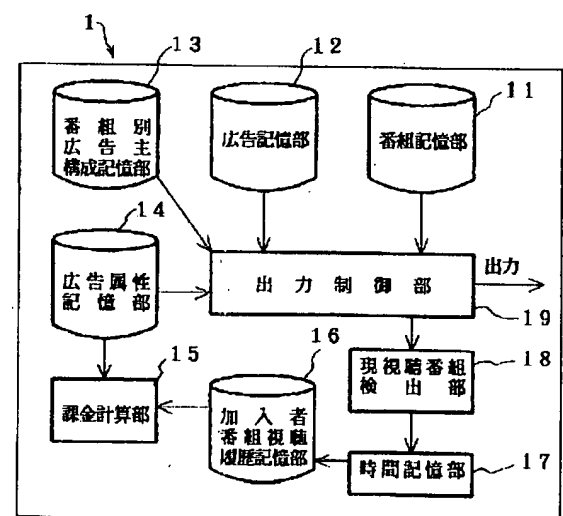 1
13
12
11
番組別
広告主
構成記憶部
広告記憶部
番組記憶部
14
広告属性
記憶部
出力制御部
出力
19
15
課金計算部
16
加入者
番組視聴
履歴記憶部
現視聴番組
検出部
18
時間記憶部
17